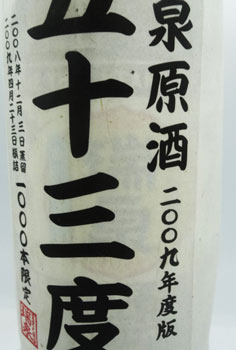 泉原酒 二〇〇九年度版
五十三度
二〇〇八年十二月三日蒸留 一〇〇〇本限定
二〇〇九年四月二十三日瓶詰